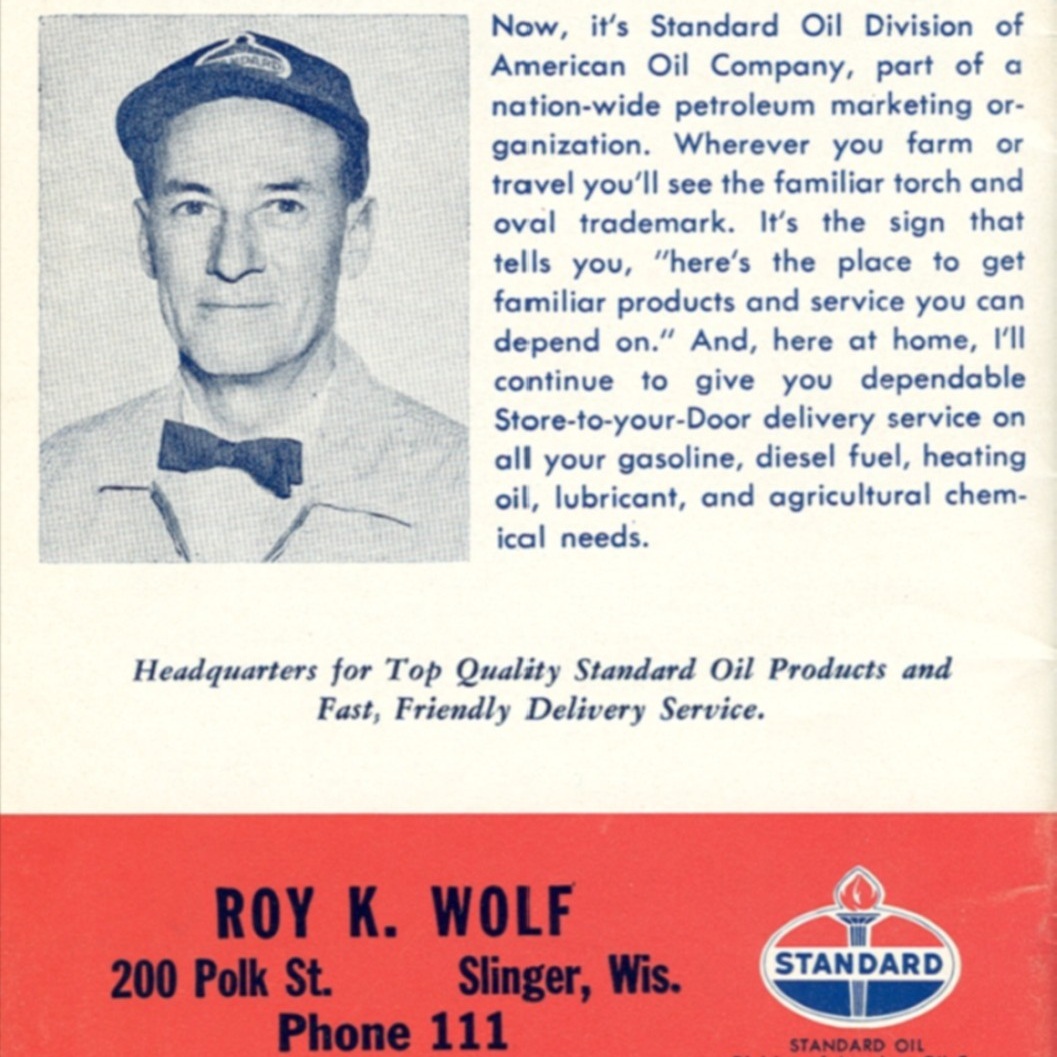 Now, it's Standard Oil Division of
American Oil Company, part of a
nation-wide petroleum marketing or-
ganization. Wherever you farm or
travel you'll see the familiar torch and
oval trademark. It's the sign that
tells you, "here's the place to get
familiar products and service you can
depend on." And, here at home, I'll
continue to give you dependable
Store-to-your-Door delivery service on
all your gasoline, diesel fuel, heating
oil, lubricant, and agricultural chem-
ical needs.
Headquarters for Top Quality Standard Oil Products and
Fast, Friendly Delivery Service.
ROY K. WOLF
200 Polk St. Slinger, Wis.
Phone 111
STANDARD
STANDARD OIL